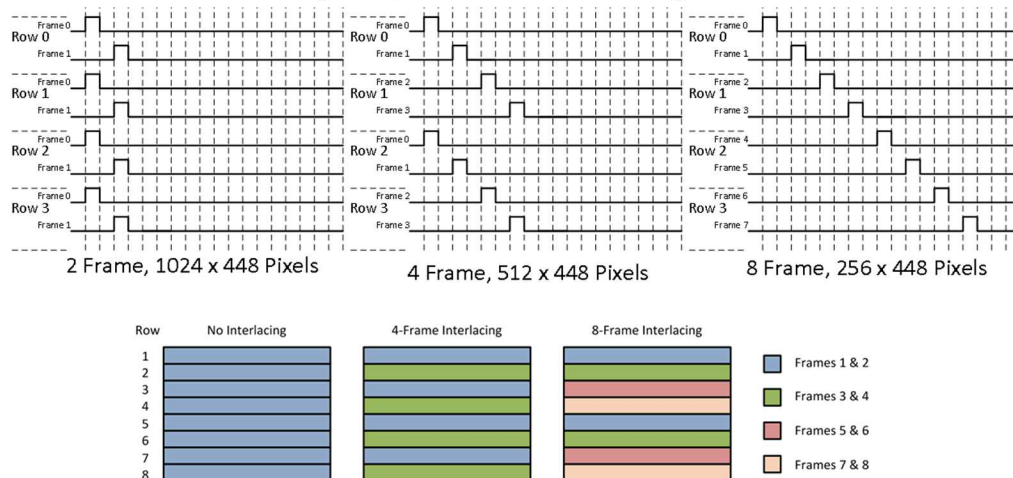 Frame 0
Row 0
Frame 1
Frame 0
Row 1
Frame 1
Frame 0
Row 2
Frame 1
Frame 0
Row 3
Frame 1
2 Frame, 1024 x 448 Pixels
Frame 0
Row 0
Frame 1
Frame 2
Row 1
Frame 3
Frame 0
Row 2
Frame 1
Frame 2
Row 3
Frame 3
4 Frame, 512 x 448 Pixels
Frame 0
Row 0
Frame 1
Frame 2
Row 1
Frame 3
Frame 4
Row 2
Frame 5
Frame 6
Row 3
Frame 7
8 Frame, 256 x 448 Pixels
Row No Interlacing 4-Frame Interlacing 8-Frame Interlacing
1
2
3
4
5
6
7
8
Frames 1 & 2
Frames 3 & 4
Frames 5 & 6
Frames 7 & 8